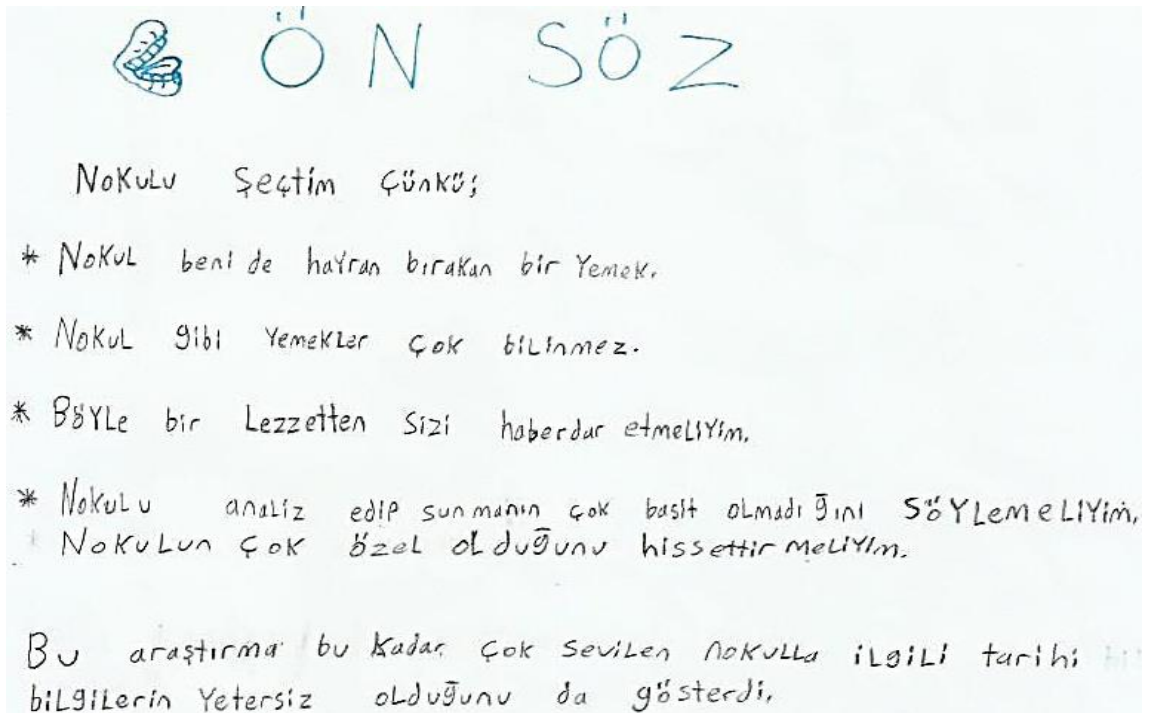 ÖN SÖZ
Nokulu Seçtim Çünkü;
* Nokul beni de hayran bırakan bir Yemek.
* Nokul gibi Yemekler çok bilinmez.
* Böyle bir Lezzetten sizi haberdar etmeliyim.
* Nokulu analiz edip sunmanın çok basit olmadığını söylemeliyim.
* Nokulun çok özel olduğunu hissettirmeliyim.
Bu araştırma bu kadar çok sevilen nokulla ilgili tarihi
bilgilerin Yetersiz olduğunu da gösterdi.